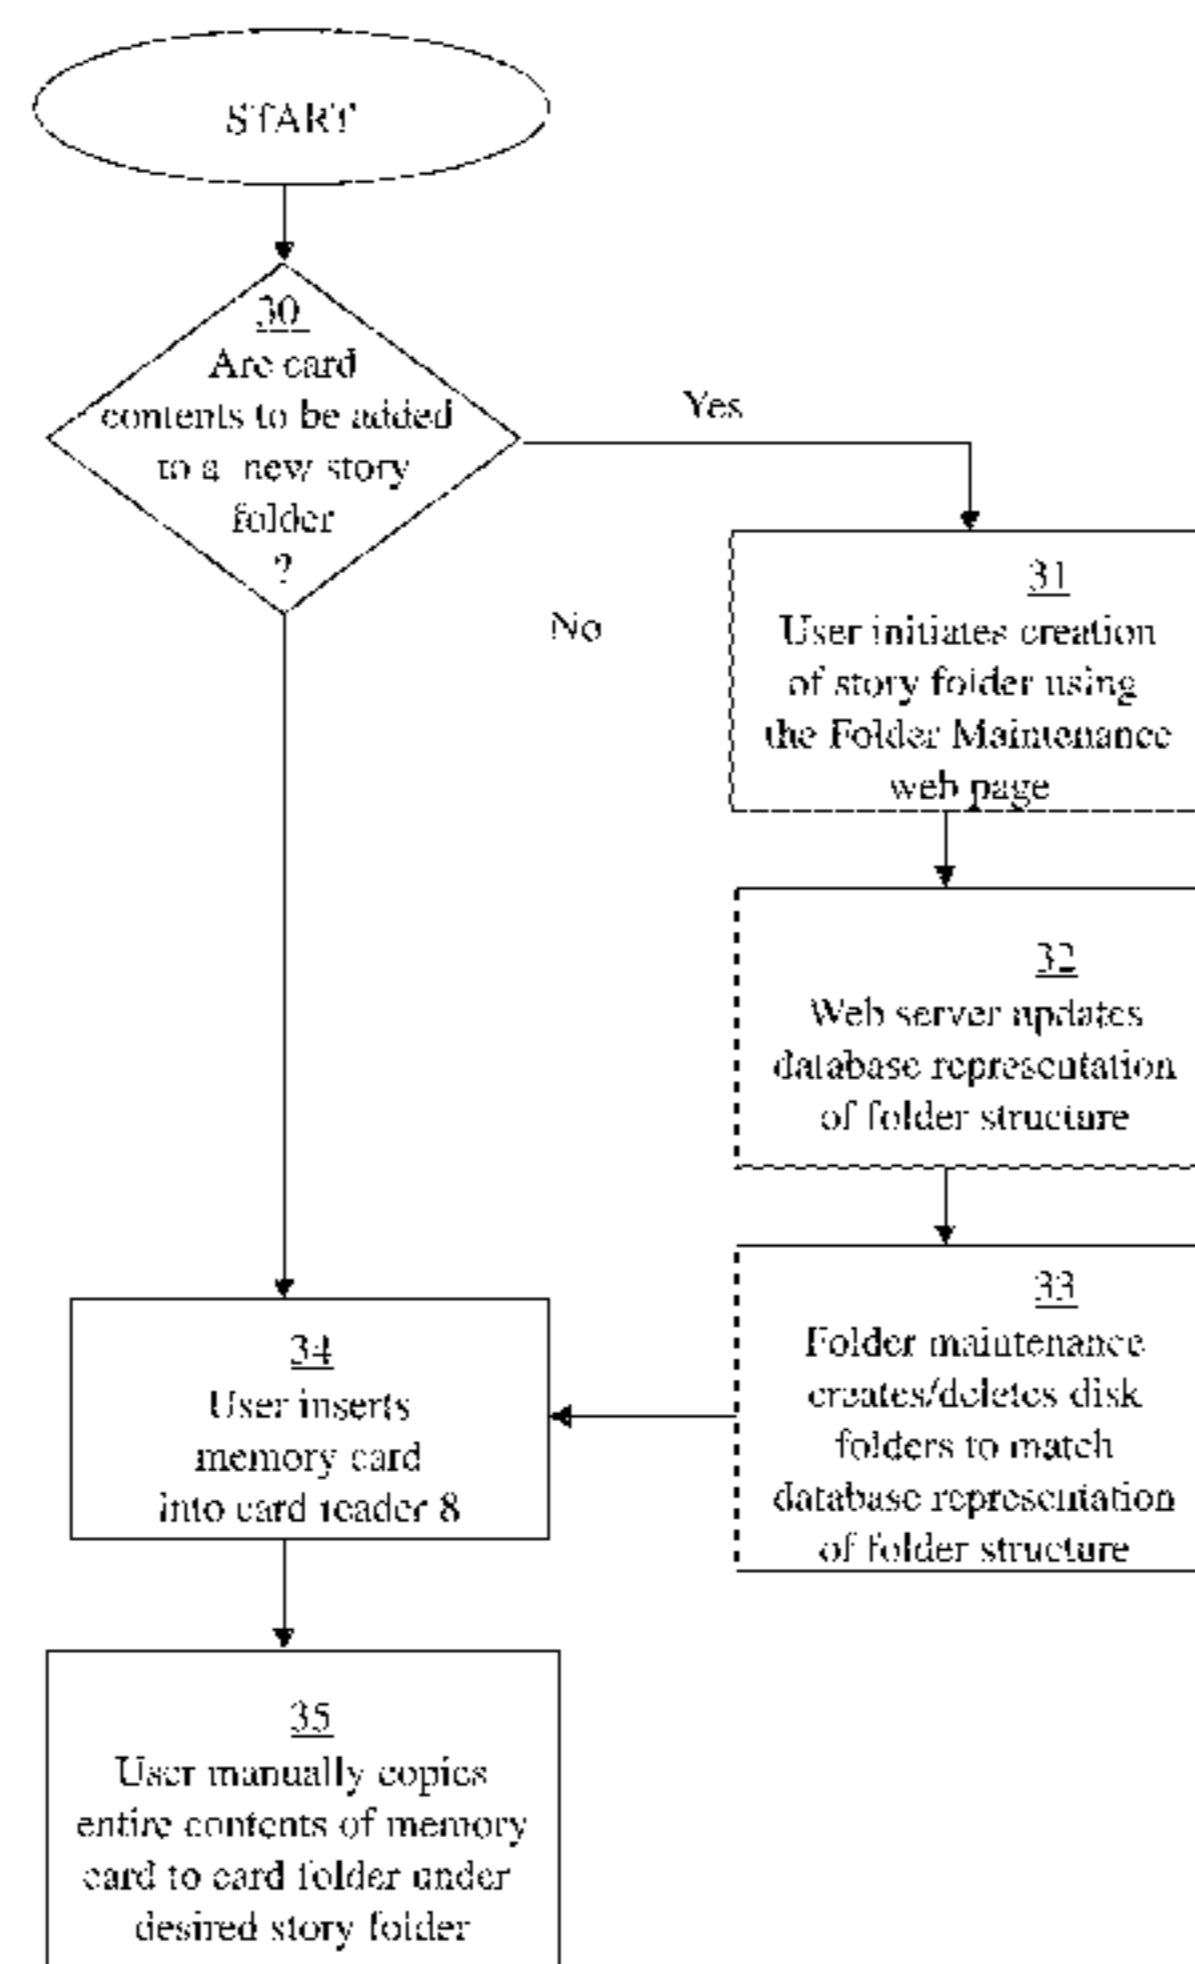 START
30
Are card
contents to be added
to a new story
folder
?
Yes
No
31
User initiates creation
of story folder using
the Folder Maintenance
web page
32
Web server updates
database representation
of folder structure
33
Folder maintenance
creates/deletes disk
folders to match
database representation
of folder structure
34
User inserts
memory card
into card reader 8
35
User manually copies
entire contents of memory
card to card folder under
desired story folder